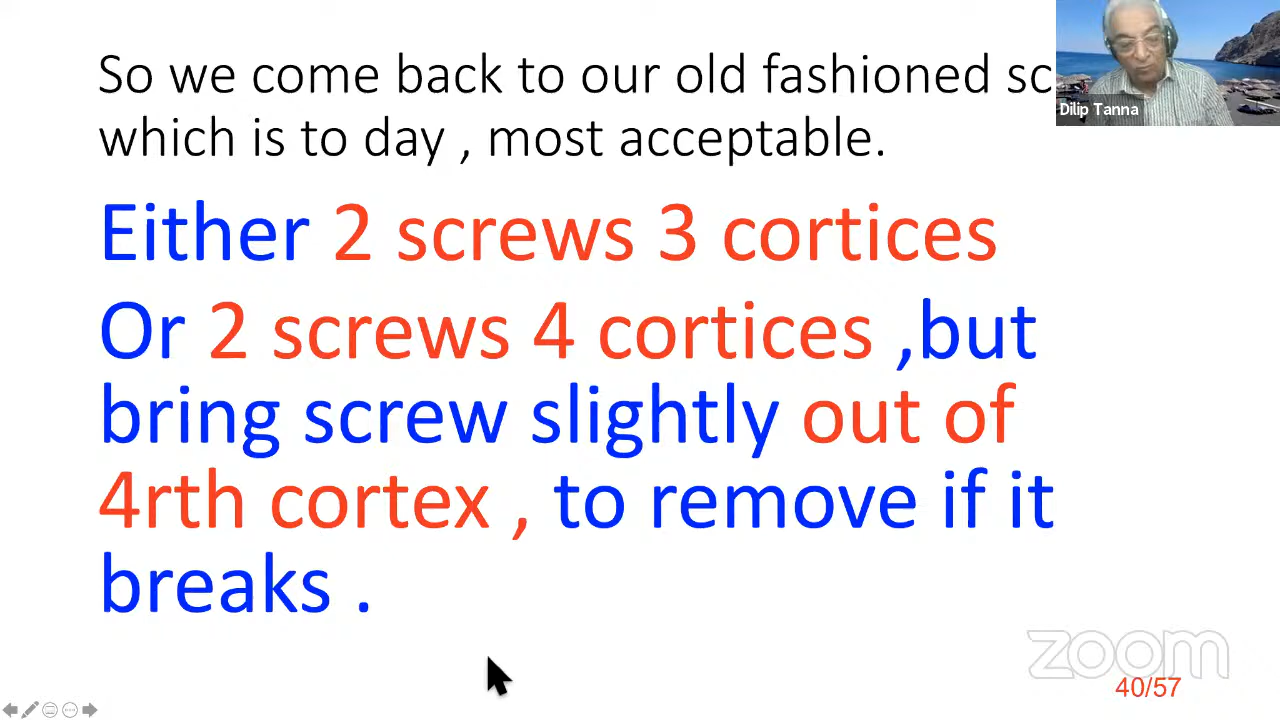 So we come back to our old fashioned sc
which is to day , most acceptable.
Either 2 screws 3 cortices
Or 2 screws 4 cortices ,but
bring screw slightly out of
4rth cortex , to remove if it
breaks .
Dilip Tanna
zoom
40/57